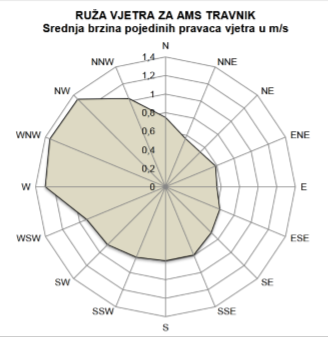 RUŽA VJETRA ZA AMS TRAVNIK
Srednja brzina pojedinih pravaca vjetra u m/s
N
NNW
NNE
1,4
1,2
NW
NE
1
0,8
WNW
0,6
ENE
0,4
0,2
W
0
E
WSW
ESE
SW
SE
SSW
SSE
S